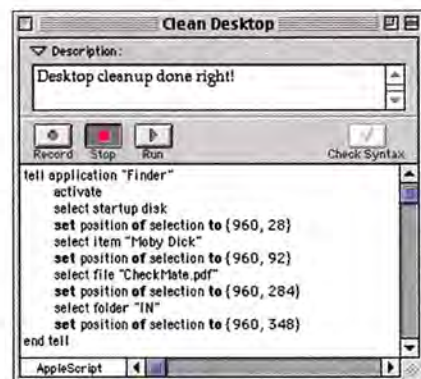 Clean Desktop
Description:
Desktop cleanup done right!
Record Stop Run Check Syntax
tell application "Finder"
activate
select startup disk
set position of selection to {960, 28}
select item "Moby Dick"
set position of selection to {960, 92}
select file "CheckMate.pdf"
set position of selection to {960, 284}
select folder "IN"
set position of selection to {960, 348}
end tell
AppleScript